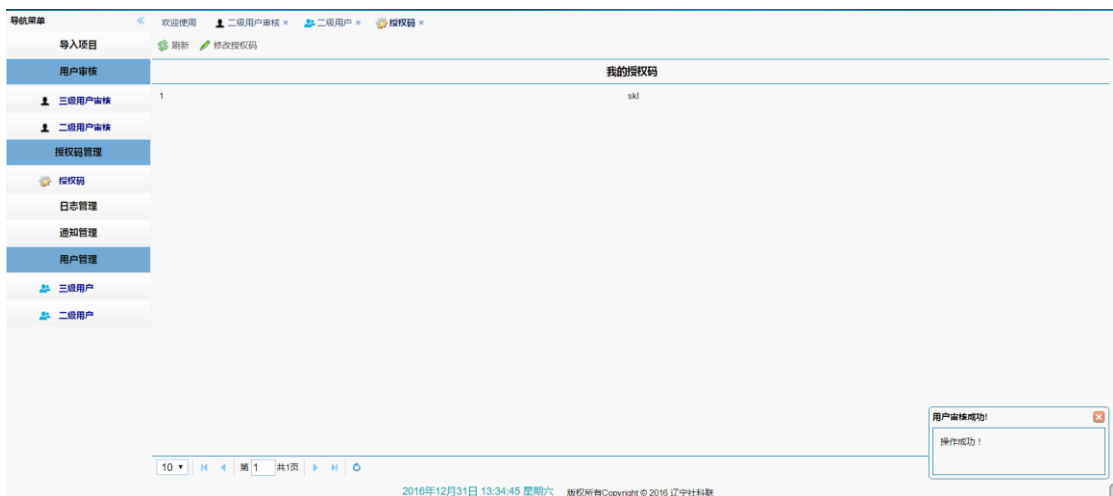 导航菜单
欢迎使用 二级用户审核 二级用户 授权码
导入项目
刷新 修改授权码
用户审核
我的授权码
三级用户审核
1 skl
二级用户审核
授权码管理
授权码
日志管理
通知管理
用户管理
三级用户
二级用户
用户审核成功!
操作成功！
10 第 1 共1页
2016年12月31日 13:34:45 星期六 版权所有Copyright © 2016 辽宁社科联